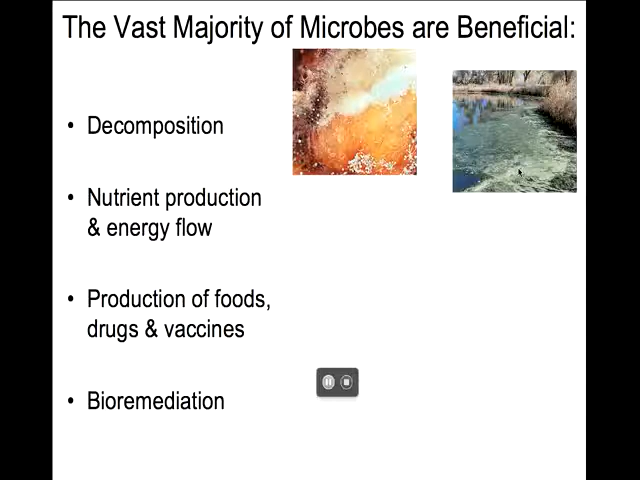 The Vast Majority of Microbes are Beneficial:
• Decomposition
• Nutrient production
& energy flow
• Production of foods,
drugs & vaccines
• Bioremediation